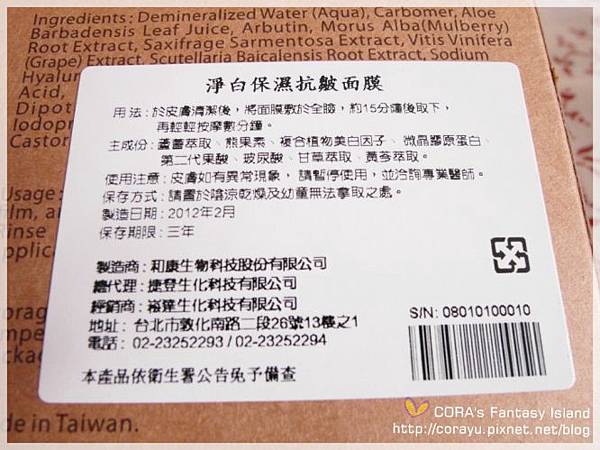 Ingredients: Demineralized Water (Aqua), Carbomer, Aloe
Barbadensis Leaf Juice, Arbutin, Morus Alba(Mulberry)
Root Extract, Saxifrage Sarmentosa Extract, Vitis Vinifera
(Grape) Extract, Scutellaria Baicalensis Root Extract, Sodium
Hyalur
Acid,
Dipot
Iodopro
Castor
淨白保濕抗皺面膜
用法:於皮膚清潔後,將面膜敷於全臉,約15分鐘後取下,
再輕輕按摩數分鐘。
主成份:蘆薈萃取、熊果素、複合植物美白因子、微晶膠原蛋白、
第二代果酸、玻尿酸、甘草萃取、黃芩萃取。
使用注意:皮膚如有異常現象,請暫停使用,並洽詢專業醫師。
保存方式:請置於陰涼乾燥及幼童無法拿取之處。
製造日期:2012年2月
保存期限:三年
製造商:和康生物科技股份有限公司
總代理:捷登生化科技有限公司
經銷商:崧達生化科技有限公司
地址:台北市敦化南路二段26號13樓之1
電話:02-23252293 / 02-23252294
本產品依衛生署公告免予備查
S/N: 08010100010
Usage:
film, an
Rinse
Applica
orag
mpe
ackag
de in Taiwan.
CORA's Fantasy Island
http://corayu.pixnet.net/blog